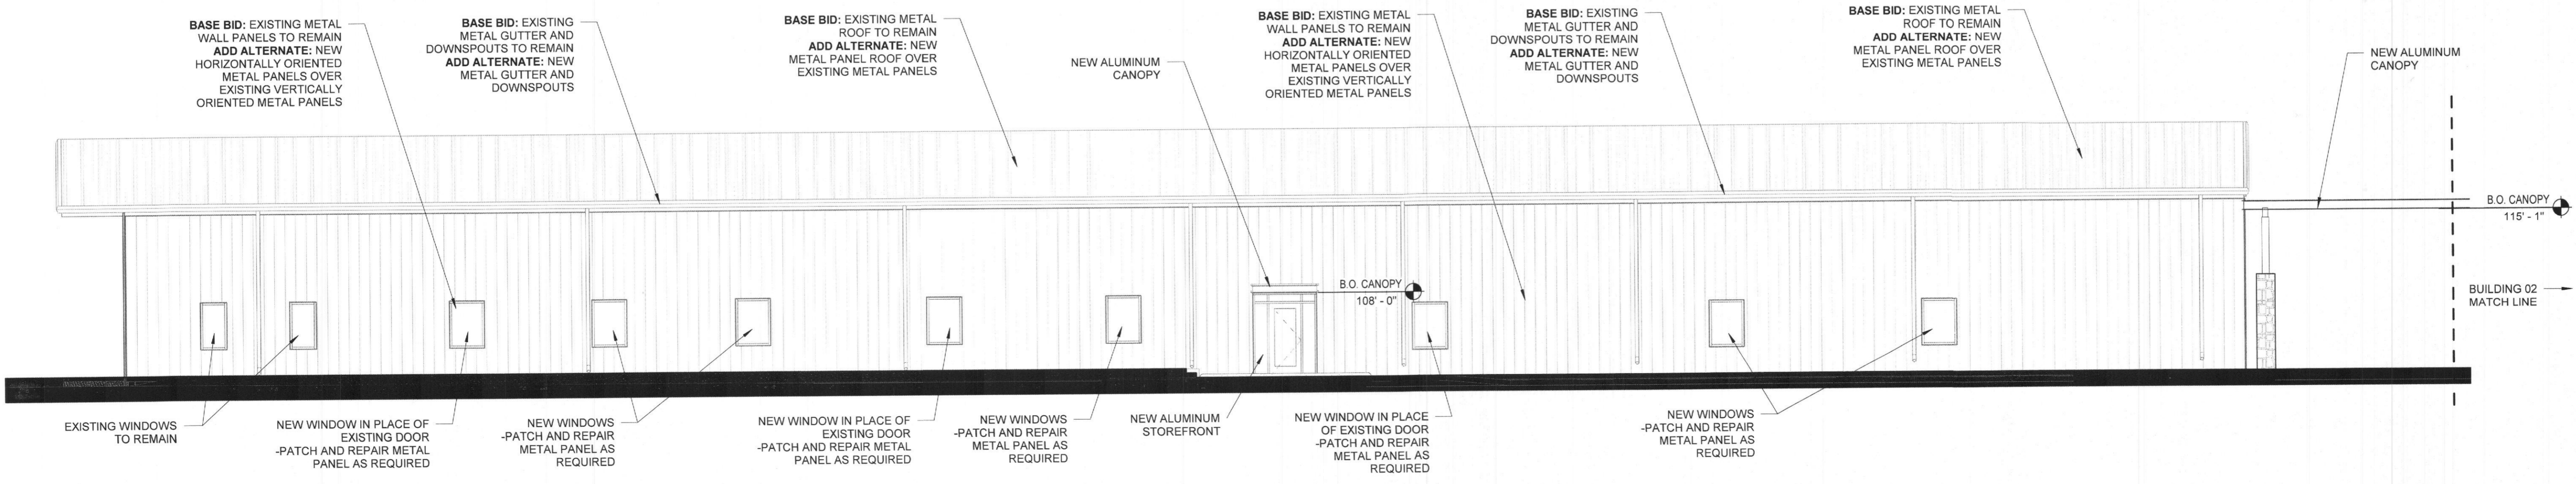 BASE BID: EXISTING METAL
WALL PANELS TO REMAIN
ADD ALTERNATE: NEW
HORIZONTALLY ORIENTED
METAL PANELS OVER
EXISTING VERTICALLY
ORIENTED METAL PANELS
BASE BID: EXISTING
METAL GUTTER AND
DOWNSPOUTS TO REMAIN
ADD ALTERNATE: NEW
METAL GUTTER AND
DOWNSPOUTS
BASE BID: EXISTING METAL
ROOF TO REMAIN
ADD ALTERNATE: NEW
METAL PANEL ROOF OVER
EXISTING METAL PANELS
NEW ALUMINUM
CANOPY
BASE BID: EXISTING METAL
WALL PANELS TO REMAIN
ADD ALTERNATE: NEW
HORIZONTALLY ORIENTED
METAL PANELS OVER
EXISTING VERTICALLY
ORIENTED METAL PANELS
BASE BID: EXISTING
METAL GUTTER AND
DOWNSPOUTS TO REMAIN
ADD ALTERNATE: NEW
METAL GUTTER AND
DOWNSPOUTS
BASE BID: EXISTING METAL
ROOF TO REMAIN
ADD ALTERNATE: NEW
METAL PANEL ROOF OVER
EXISTING METAL PANELS
NEW ALUMINUM
CANOPY
B.O. CANOPY
115' - 1"
B.O. CANOPY
108' - 0"
BUILDING 02
MATCH LINE
EXISTING WINDOWS
TO REMAIN
NEW WINDOW IN PLACE OF
EXISTING DOOR
-PATCH AND REPAIR METAL
PANEL AS REQUIRED
NEW WINDOWS
-PATCH AND REPAIR
METAL PANEL AS
REQUIRED
NEW WINDOW IN PLACE OF
EXISTING DOOR
-PATCH AND REPAIR METAL
PANEL AS REQUIRED
NEW WINDOWS
-PATCH AND REPAIR
METAL PANEL AS
REQUIRED
NEW ALUMINUM
STOREFRONT
NEW WINDOW IN PLACE
OF EXISTING DOOR
-PATCH AND REPAIR
METAL PANEL AS
REQUIRED
NEW WINDOWS
-PATCH AND REPAIR
METAL PANEL AS
REQUIRED